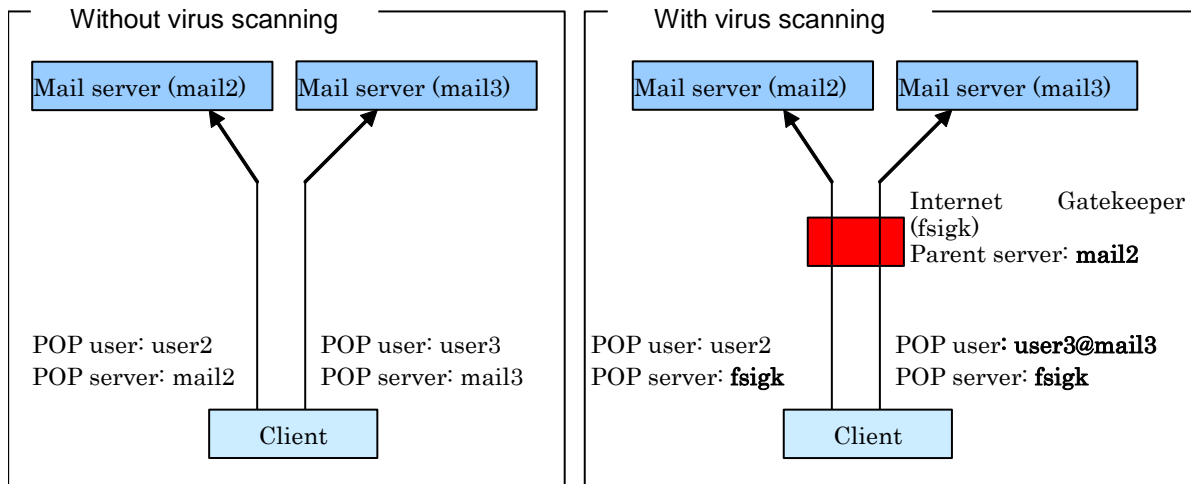 Without virus scanning
Mail server (mail2)
Mail server (mail3)
POP user: user2
POP server: mail2
POP user: user3
POP server: mail3
Client
With virus scanning
Mail server (mail2)
Mail server (mail3)
Internet Gatekeeper
(fsigk)
Parent server: mail2
POP user: user2
POP server: fsigk
POP user: user3@mail3
POP server: fsigk
Client